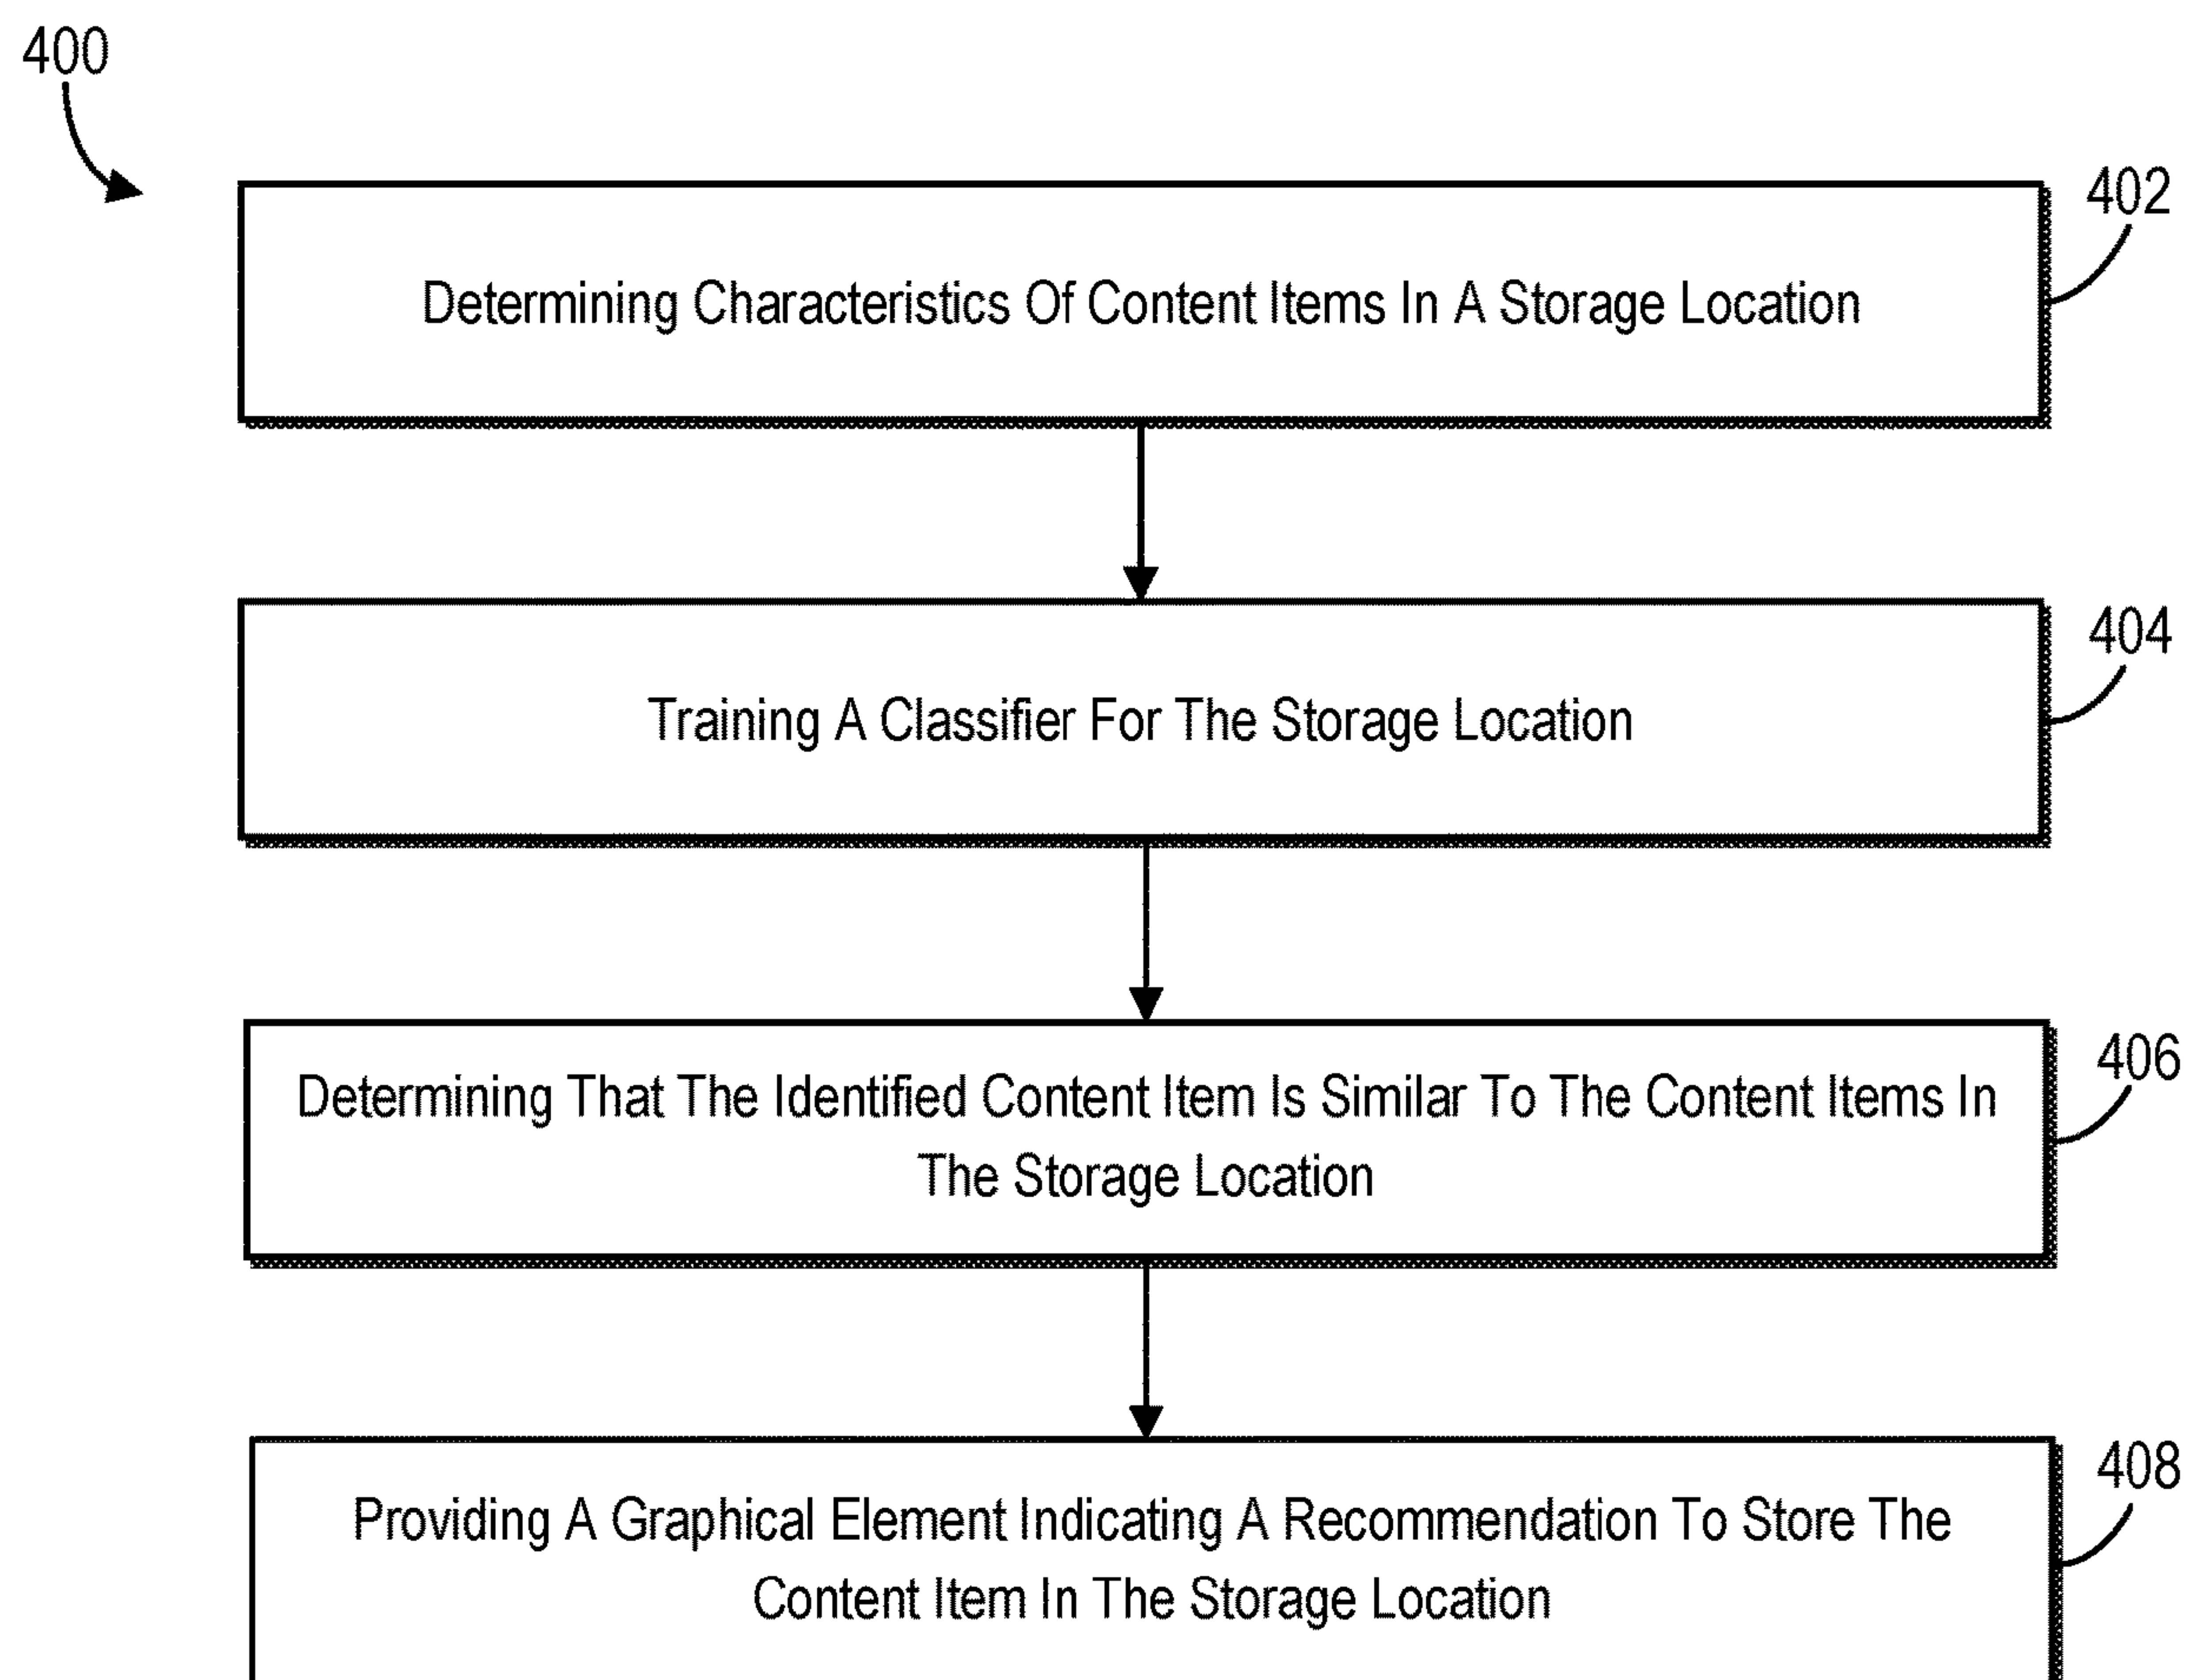 400
402
Determining Characteristics Of Content Items In A Storage Location
404
Training A Classifier For The Storage Location
406
Determining That The Identified Content Item Is Similar To The Content Items In
The Storage Location
408
Providing A Graphical Element Indicating A Recommendation To Store The
Content Item In The Storage Location